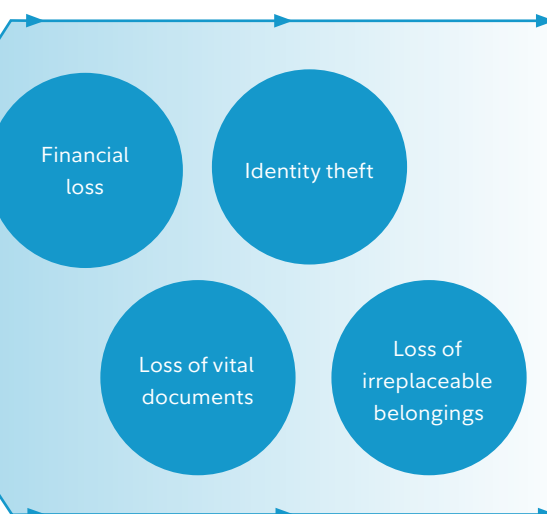 Financial
loss
Identity theft
Loss of vital
documents
Loss of
irreplaceable
belongings